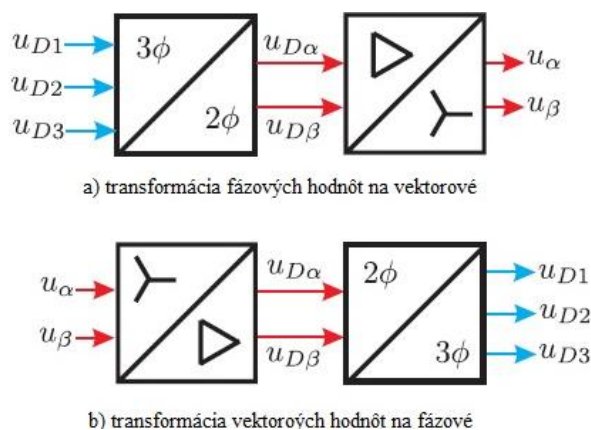 u_{D1} 3ϕ u_{Dα} u_α
u_{D2} 2ϕ u_{Dβ} u_β
u_{D3}
a) transformácia fázových hodnôt na vektorové
u_α u_{Dα} 2ϕ u_{D1}
u_β u_{Dβ} 3ϕ u_{D2}
u_{D3}
b) transformácia vektoroých hodnôt na fázové